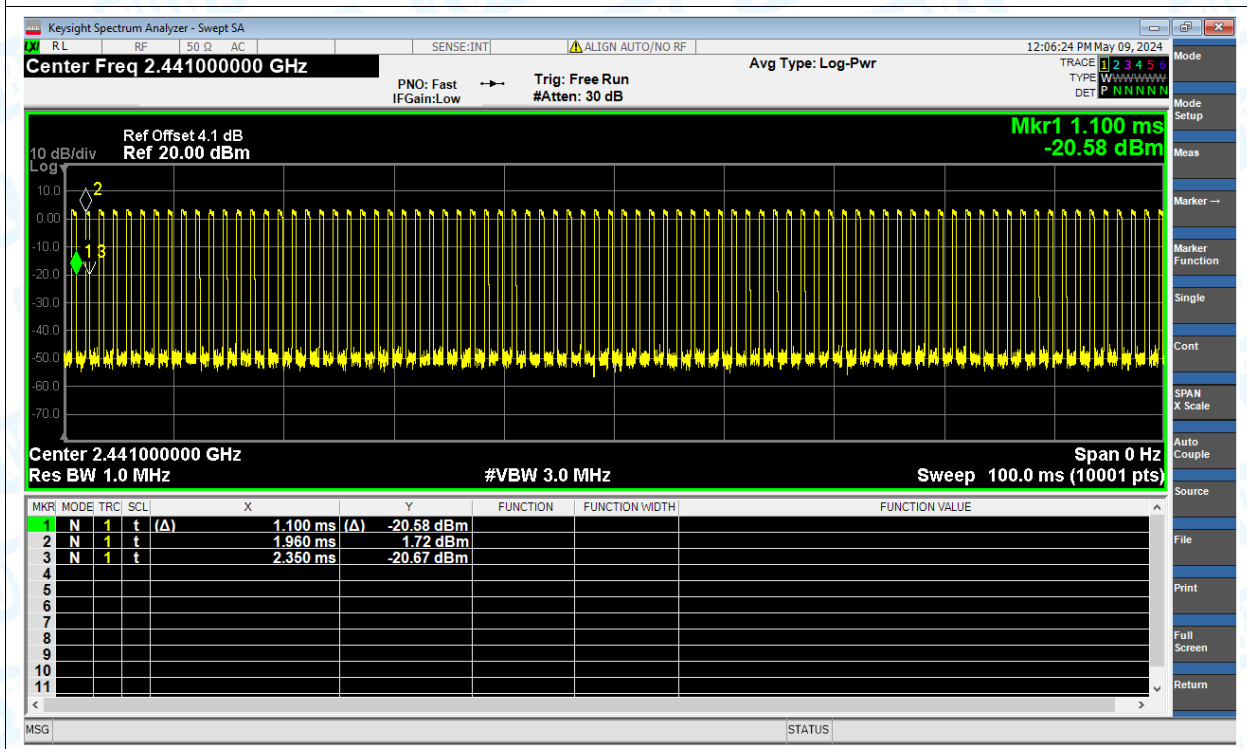 Keysight Spectrum Analyzer - Swept SA
LXI RL RF 50 Ω AC SENSE:INT ALIGN AUTO/NO RF 12:06:24 PM May 09, 2024
Center Freq 2.441000000 GHz
PNO: Fast
IFGain:Low
Trig: Free Run
#Atten: 30 dB
Avg Type: Log-Pwr
TRACE 1 2 3 4 5 6
TYPE WWWWWWW
DET P N N N N N
Mkr1 1.100 ms
-20.58 dBm
Ref Offset 4.1 dB
10 dB/div Ref 20.00 dBm
Log
10.0
0.00
-10.0
-20.0
-30.0
-40.0
-50.0
-60.0
-70.0
2
1 3
Center 2.441000000 GHz Span 0 Hz
Res BW 1.0 MHz #VBW 3.0 MHz Sweep 100.0 ms (10001 pts)
MKR MODE TRC SCL X Y FUNCTION FUNCTION WIDTH FUNCTION VALUE
1 N 1 t (Δ) 1.100 ms (Δ) -20.58 dBm
2 N 1 t 1.960 ms 1.72 dBm
3 N 1 t 2.350 ms -20.67 dBm
4
5
6
7
8
9
10
11
MSG STATUS
Mode
Mode Setup
Meas
Marker →
Marker Function
Single
Cont
SPAN X Scale
Auto Couple
Source
File
Print
Full Screen
Return